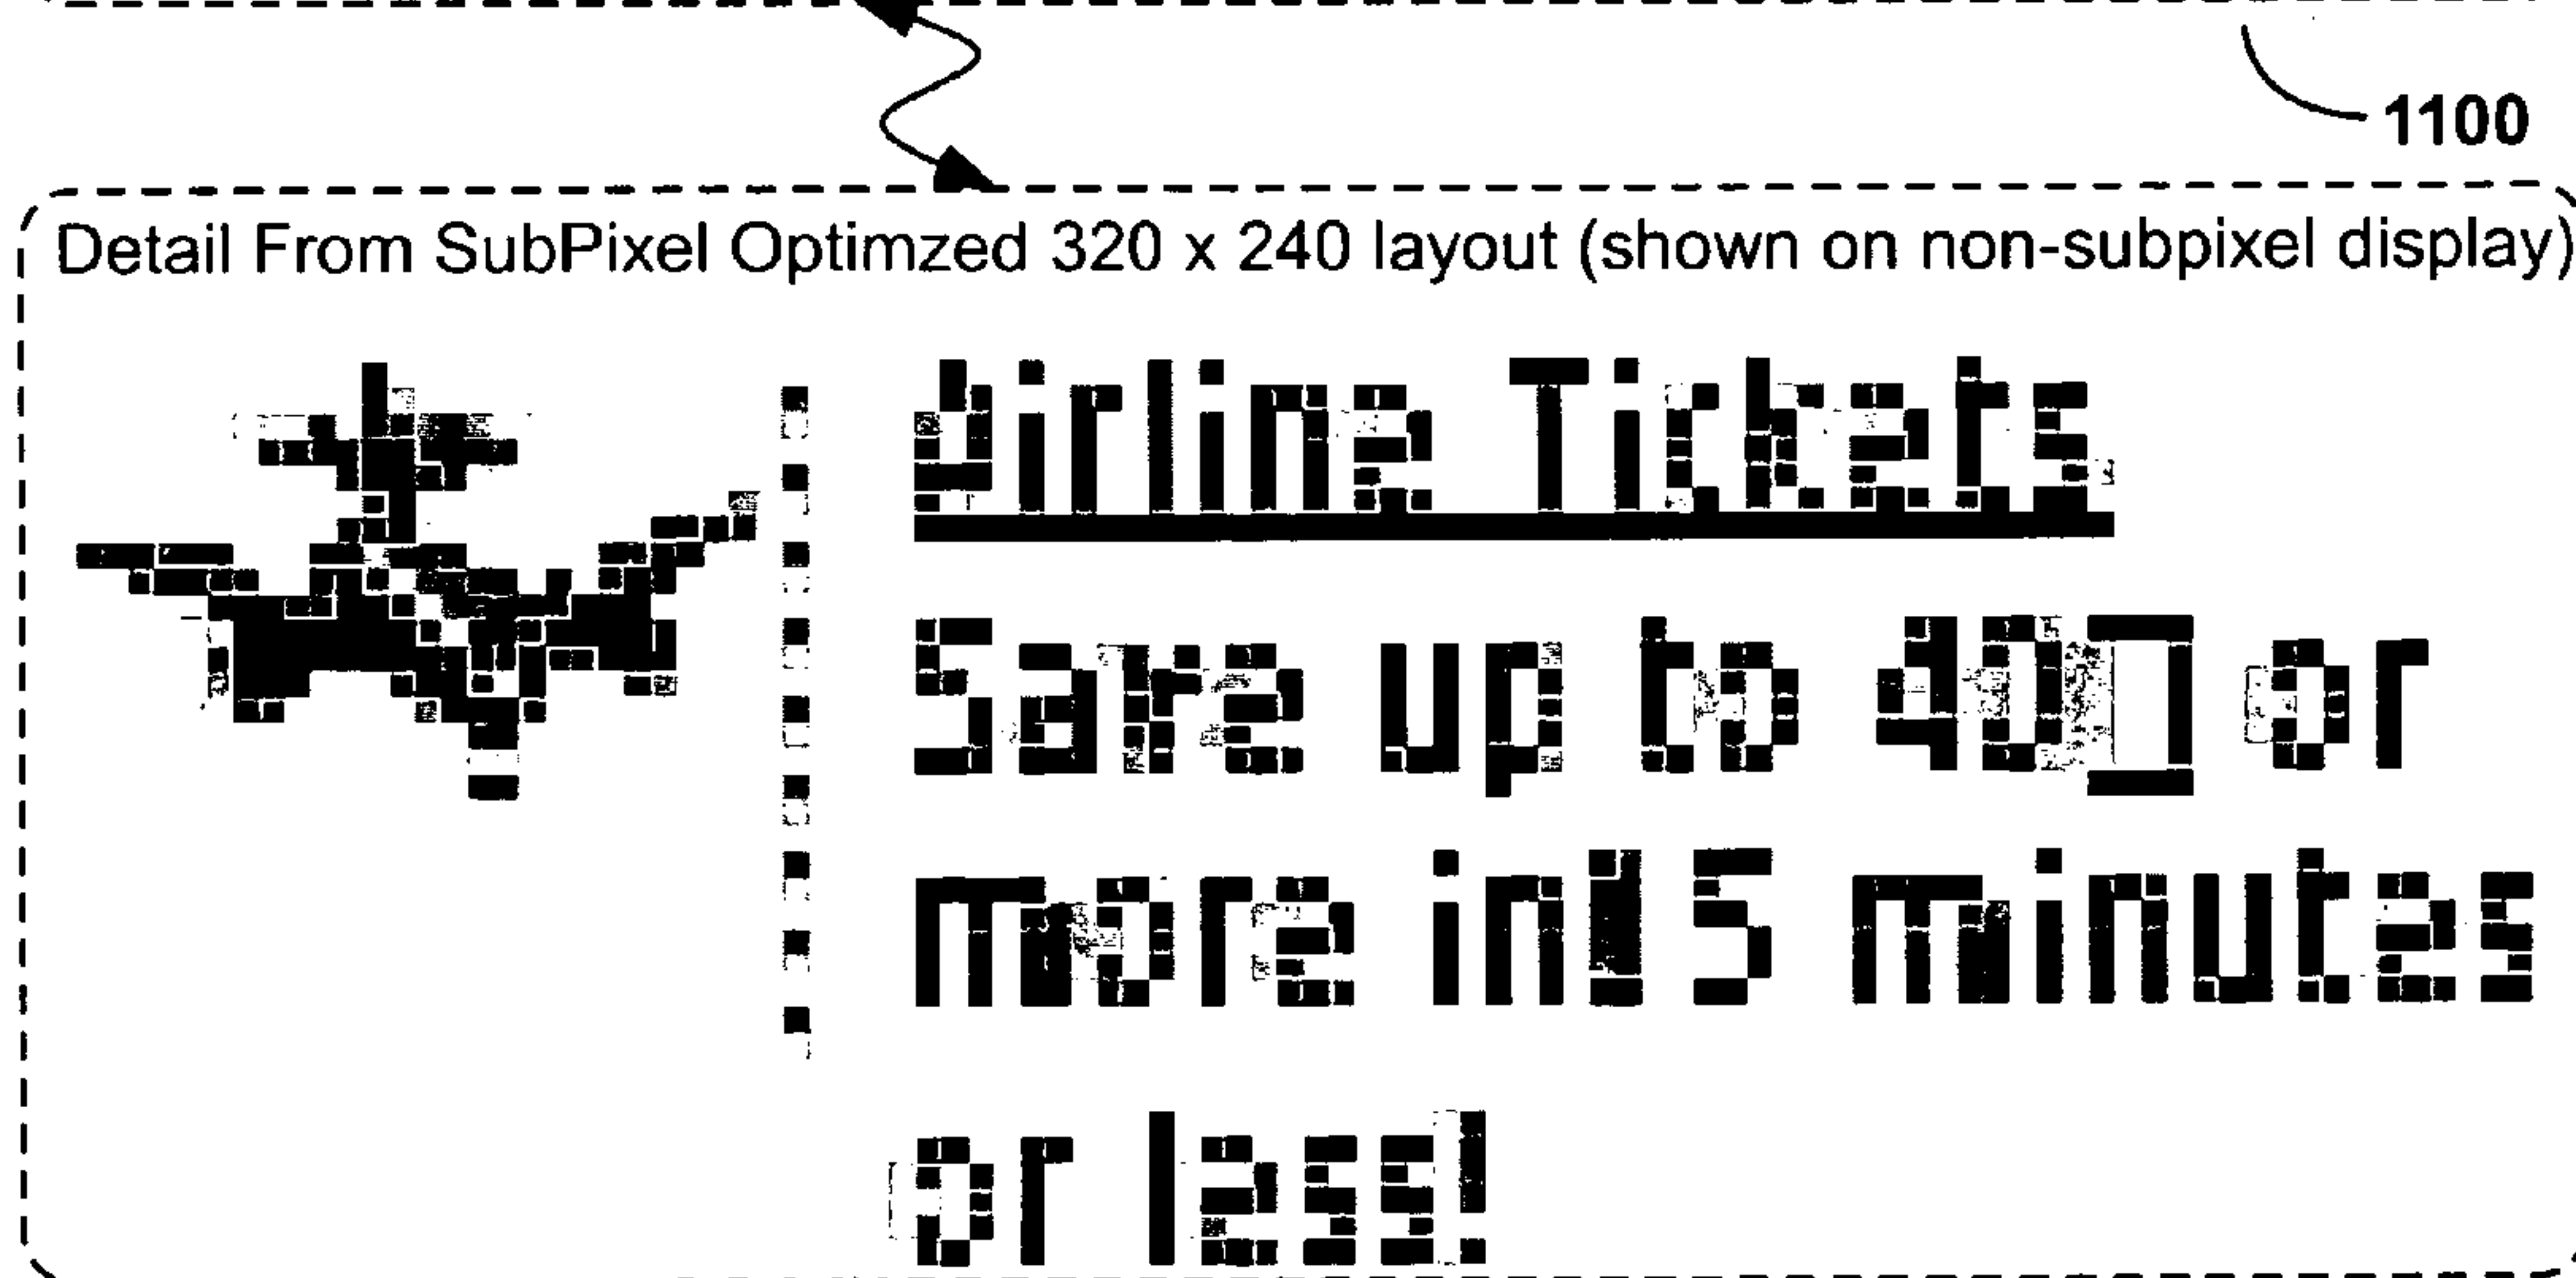 1100
Detail From SubPixel Optimzed 320 x 240 layout (shown on non-subpixel display)
Airline Tickets
Save up to 40□ or
more in 15 minutes
or less!